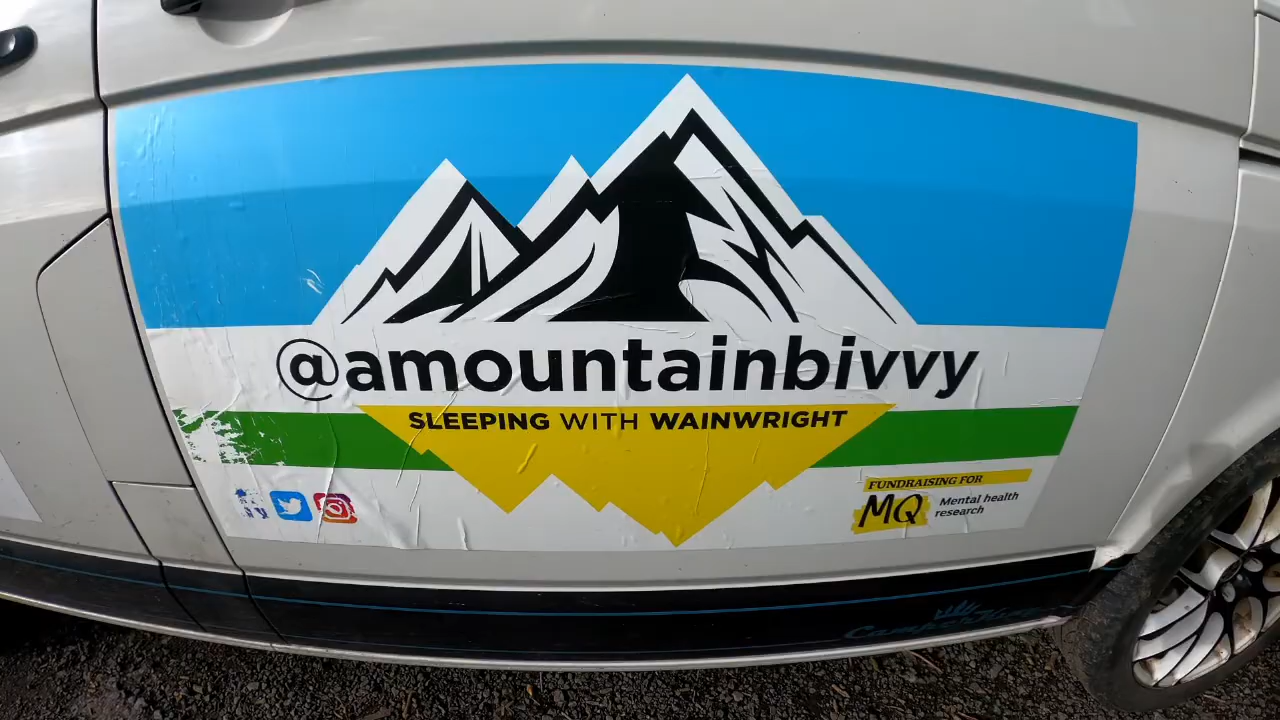 @amountainbivvy
SLEEPING WITH WAINWRIGHT
FUNDRAISING FOR
MQ Mental health
research